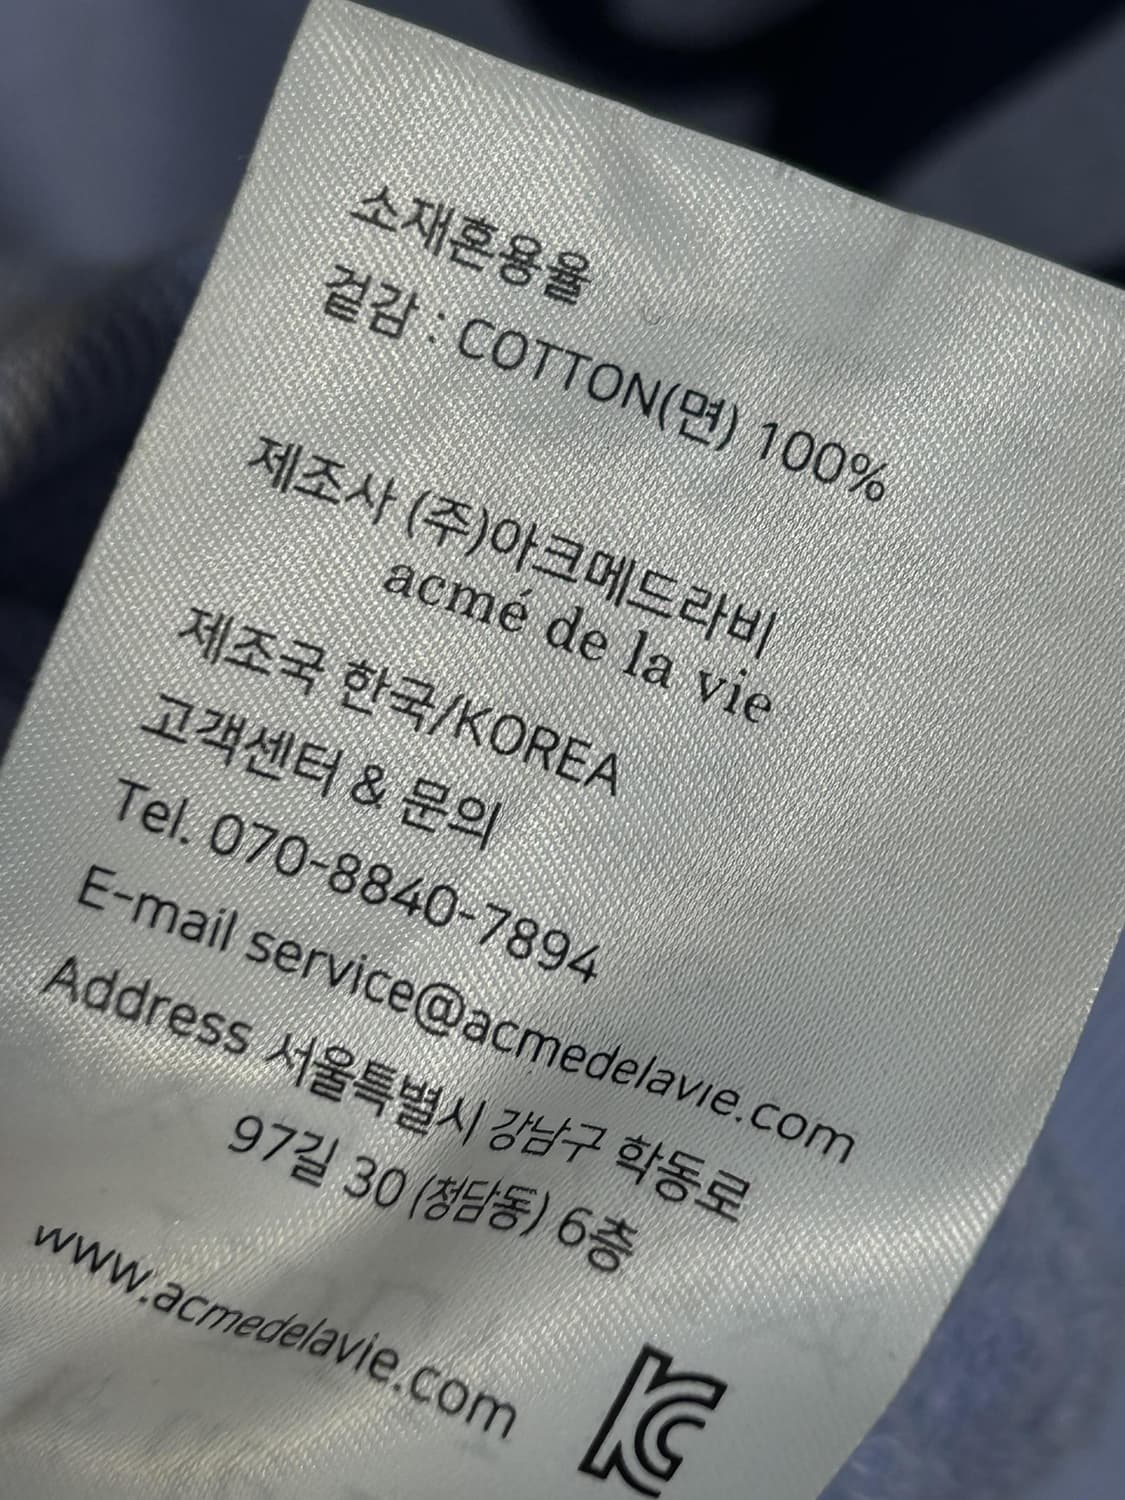 소재혼용율
겉감 : COTTON(면) 100%
제조사 (주)아크메드라비
acmé de la vie
제조국 한국/KOREA
고객센터 & 문의
Tel. 070-8840-7894
E-mail service@acmedelavie.com
Address 서울특별시 강남구 학동로
97길 30 (청담동) 6층
www.acmedelavie.com
KC